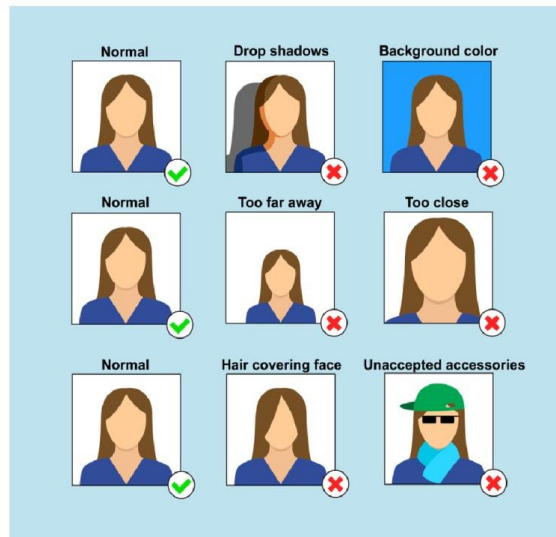 Normal
Drop shadows
Background color
Normal
Too far away
Too close
Normal
Hair covering face
Unaccepted accessories